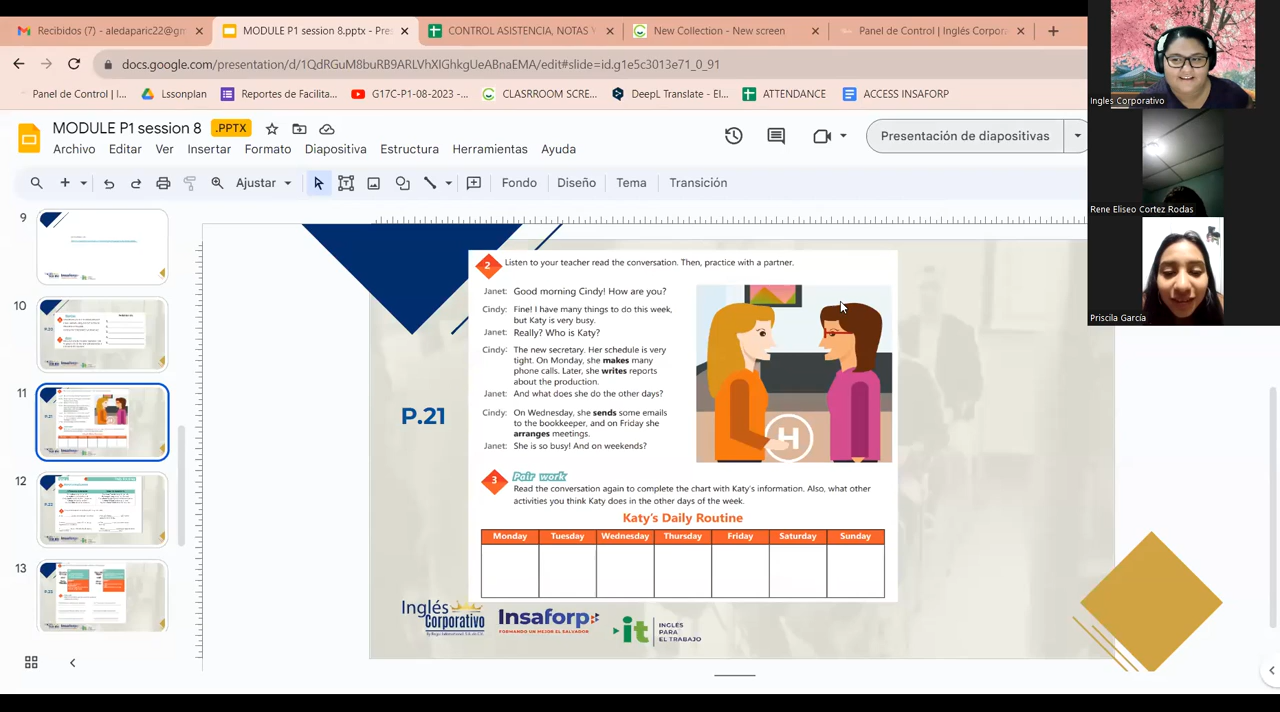 Recibidos (7) - aledaparic22@gm
MODULE P1 session 8.pptx - Pres
CONTROL ASISTENCIA, NOTAS Y
New Collection - New screen
Panel de Control | Inglés Corpora
docs.google.com/presentation/d/1QdRGuM8buRB9ARLVhXlGhkgUeABnaEMA/edit#slide=id.g1e5c3013e71_0_91
Panel de Control | I...
Lssonplan
Reportes de Facilita...
G17C-P1B-08-2023 -...
CLASSROOM SCRE...
DeepL Translate - El...
ATTENDANCE
ACCESS INSAFORP
MODULE P1 session 8
.PPTX
Archivo Editar Ver Insertar Formato Diapositiva Estructura Herramientas Ayuda
Presentación de diapositivas
Ajustar
Fondo Diseño Tema Transición
Ingles Corporativo
Rene Eliseo Cortez Rodas
Priscila García
9
10
11
12
13
P.21
2 Listen to your teacher read the conversation. Then, practice with a partner.
Janet: Good morning Cindy! How are you?
Cindy: Fine! I have many things to do this week,
but Katy is very busy.
Janet: Really? Who is Katy?
Cindy: The new secretary. Her schedule is very
tight. On Monday, she makes many
phone calls. Later, she writes reports
about the production.
Janet: And what does she do the other days?
Cindy: On Wednesday, she sends some emails
to the bookkeeper, and on Friday she
arranges meetings.
Janet: She is so busy! And on weekends?
3 Pair work
Read the conversation again to complete the chart with Katy's information. Also, what other
activities you think Katy does in the other days of the week.
Katy's Daily Routine
Monday Tuesday Wednesday Thursday Friday Saturday Sunday
Inglés
Corporativo
Insaforp
FORMANDO UN MEJOR EL SALVADOR
it
INGLÉS
PARA
EL TRABAJO